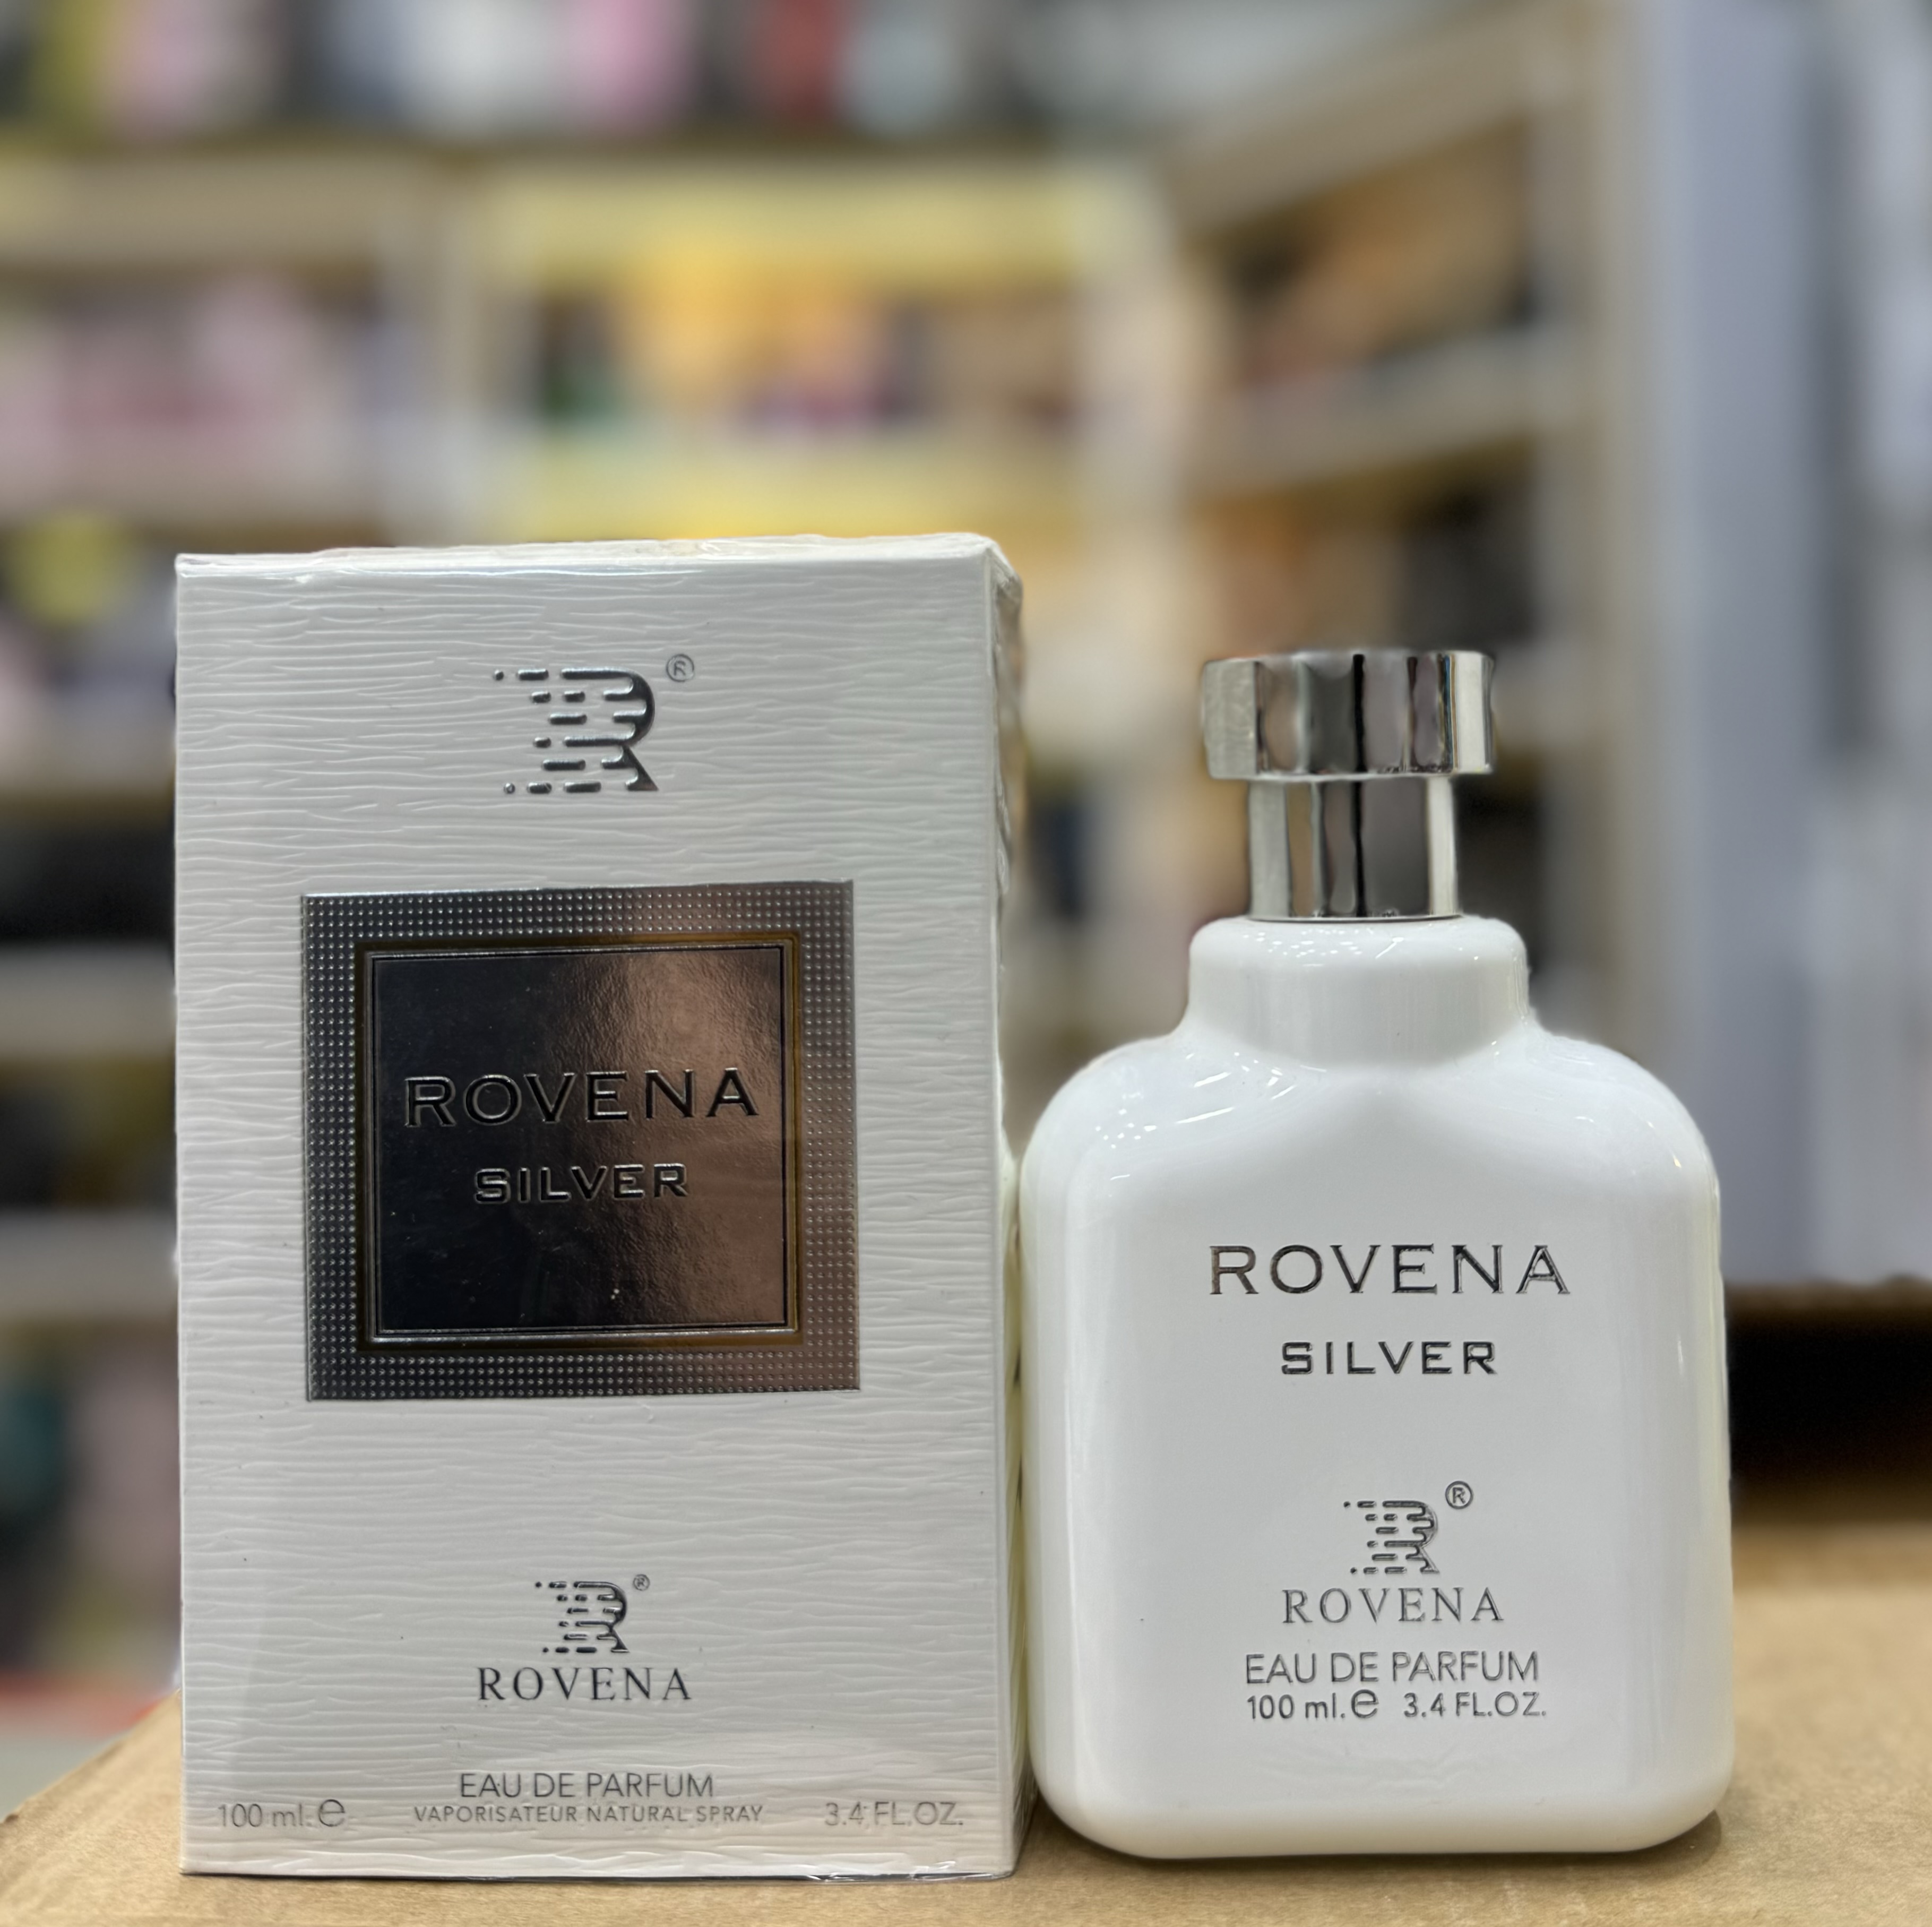 R®
ROVENA
SILVER
R®
ROVENA
EAU DE PARFUM
VAPORISATEUR NATURAL SPRAY
100 ml.e 3.4 FL.OZ.
ROVENA
SILVER
R®
ROVENA
EAU DE PARFUM
100 ml.e 3.4 FL.OZ.